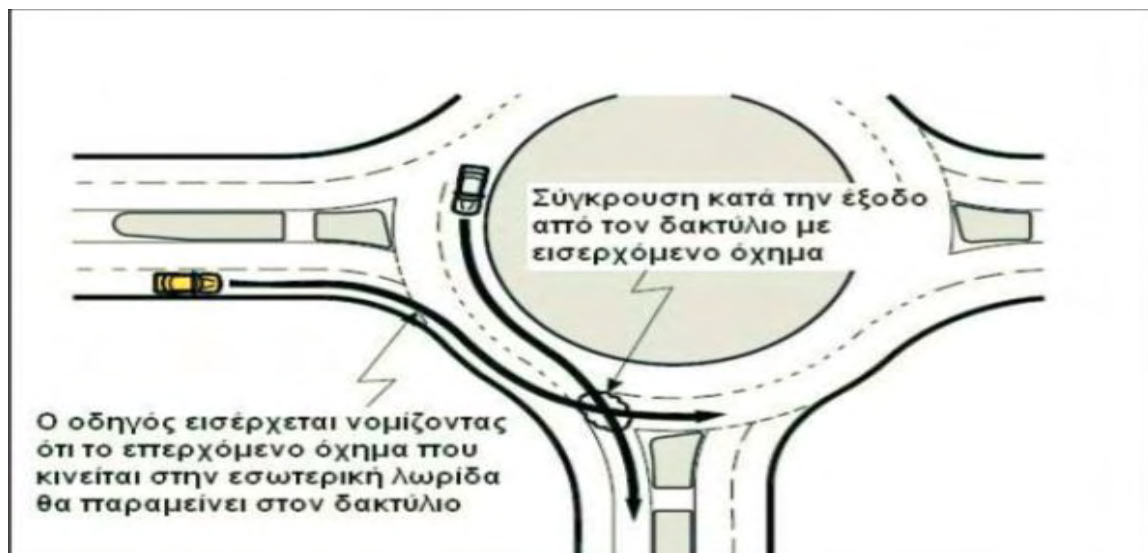 Σύγκρουση κατά την έξοδο
από τον δακτύλιο με
εισερχόμενο όχημα
Ο οδηγός εισέρχεται νομίζοντας
ότι το επερχόμενο όχημα που
κινείται στην εσωτερική λωρίδα
θα παραμείνει στον δακτύλιο